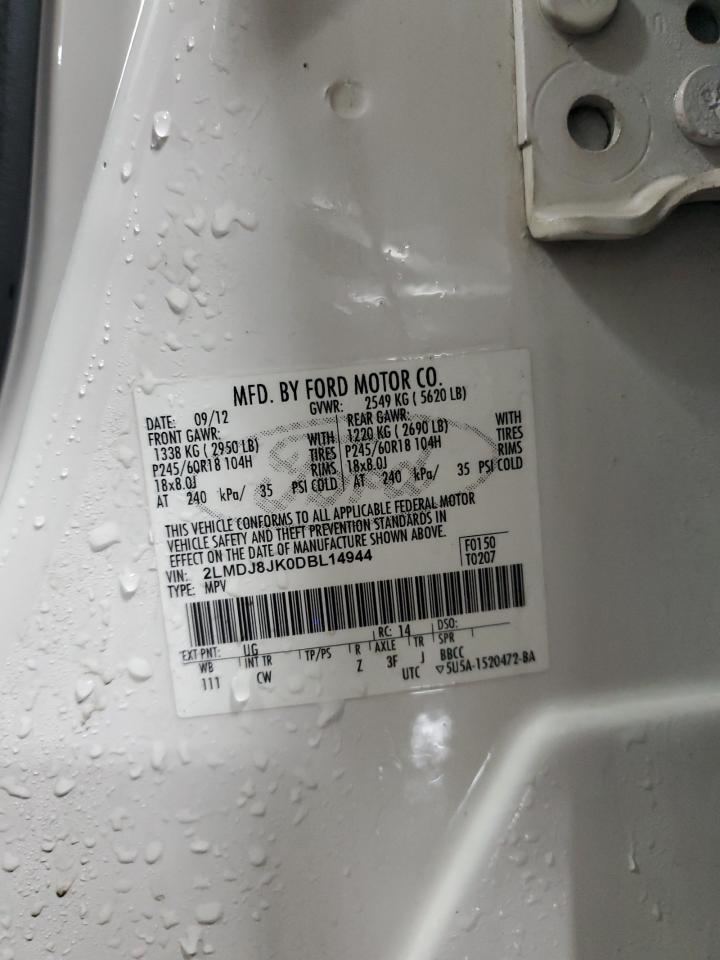 MFD. BY FORD MOTOR CO.
DATE: 09/12 GVWR: 2549 KG ( 5620 LB)
FRONT GAWR: REAR GAWR:
1338 KG ( 2950 LB) WITH 1220 KG ( 2690 LB) WITH
P245/60R18 104H TIRES P245/60R18 104H TIRES
18x8.0J RIMS 18x8.0J RIMS
AT 240 kPa/ 35 PSI COLD AT 240 kPa/ 35 PSI COLD
THIS VEHICLE CONFORMS TO ALL APPLICABLE FEDERAL MOTOR
VEHICLE SAFETY AND THEFT PREVENTION STANDARDS IN
EFFECT ON THE DATE OF MANUFACTURE SHOWN ABOVE.
VIN: 2LMDJ8JK0DBL14944 F0150
TYPE: MPV T0207
EXT PNT: UG RC: 14 DSO:
WB INT TR TP/PS R AXLE TR SPR
111 CW Z 3F J BBCC
UTC ▽5U5A-1520472-BA